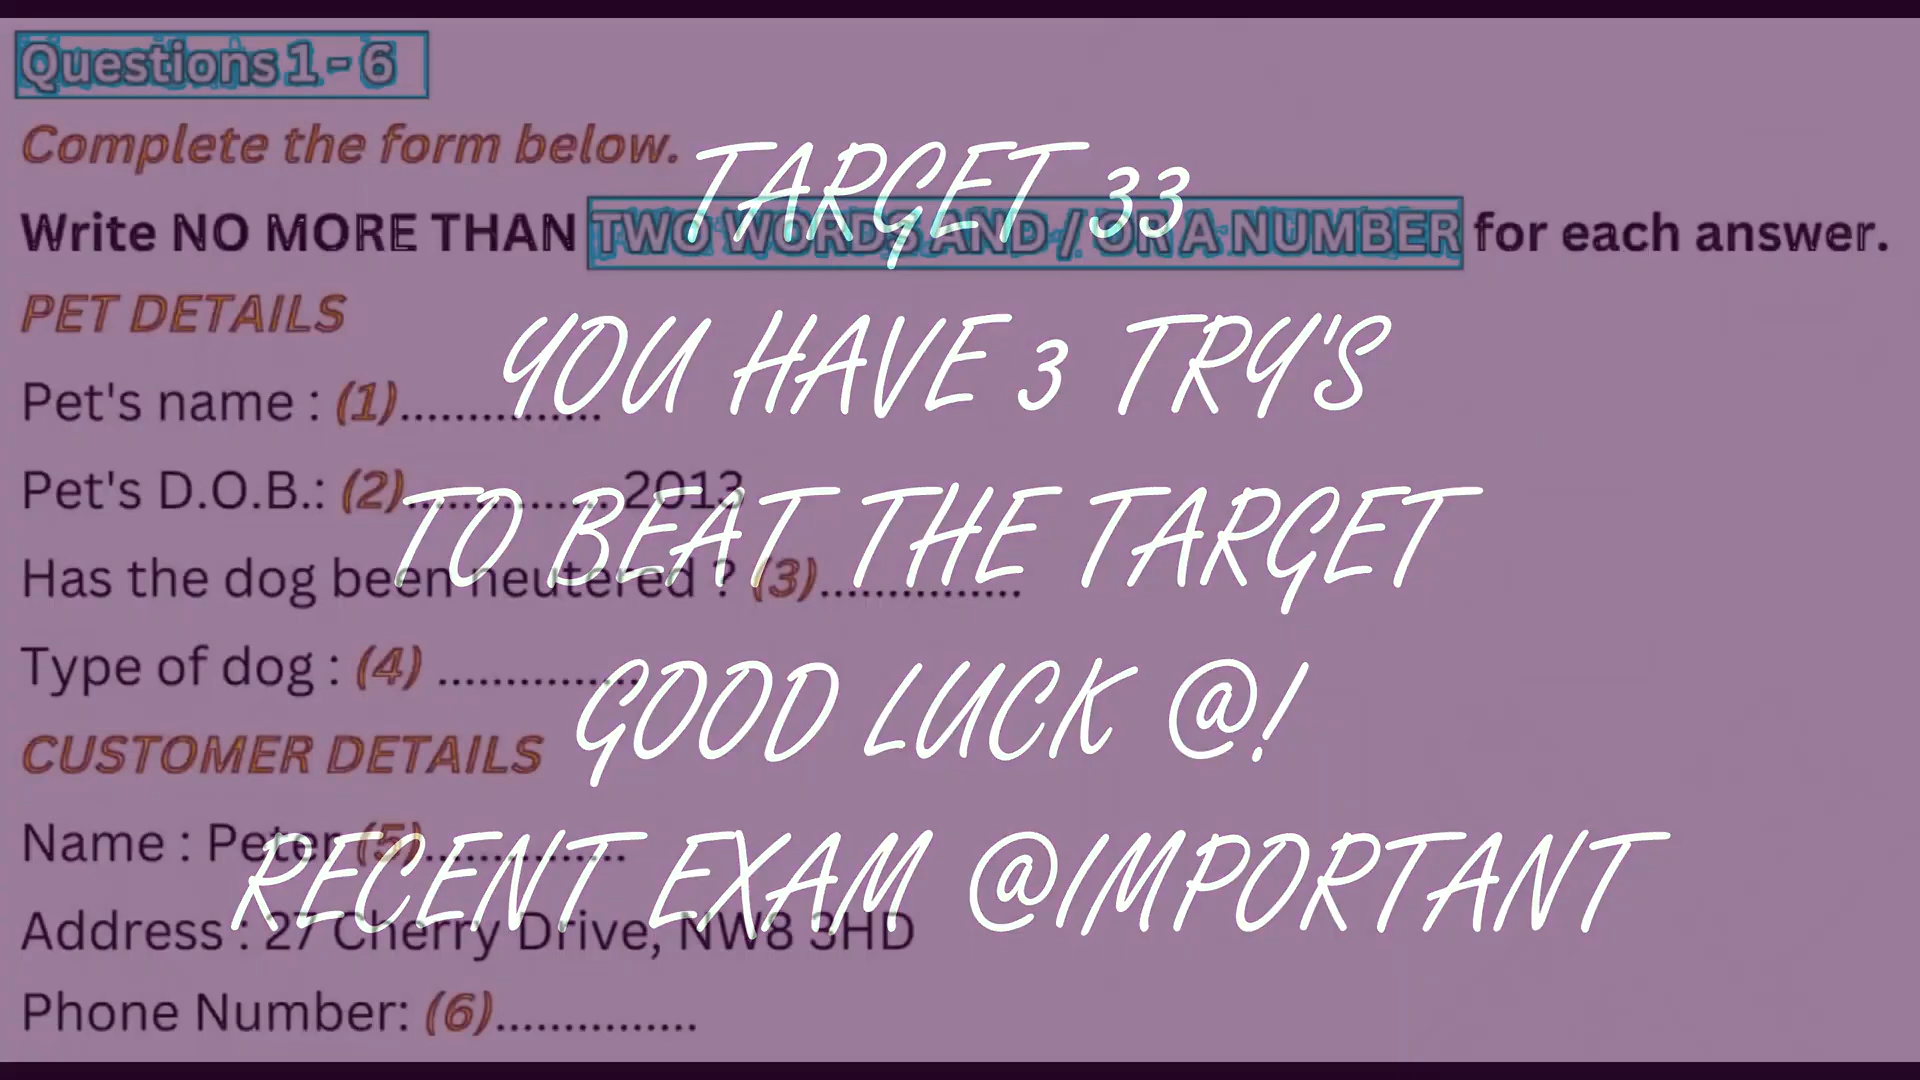 Questions 1 - 6
Complete the form below.
Write NO MORE THAN TWO WORDS AND / OR A NUMBER for each answer.
PET DETAILS
Pet's name : (1)...............
Pet's D.O.B.: (2)............... 2013
Has the dog been neutered ? (3)...............
Type of dog : (4) ...............
CUSTOMER DETAILS
Name : Peter (5)...............
Address : 27 Cherry Drive, NW8 3HD
Phone Number: (6)...............
TARGET 33
YOU HAVE 3 TRY'S
TO BEAT THE TARGET
GOOD LUCK @!
RECENT EXAM @IMPORTANT